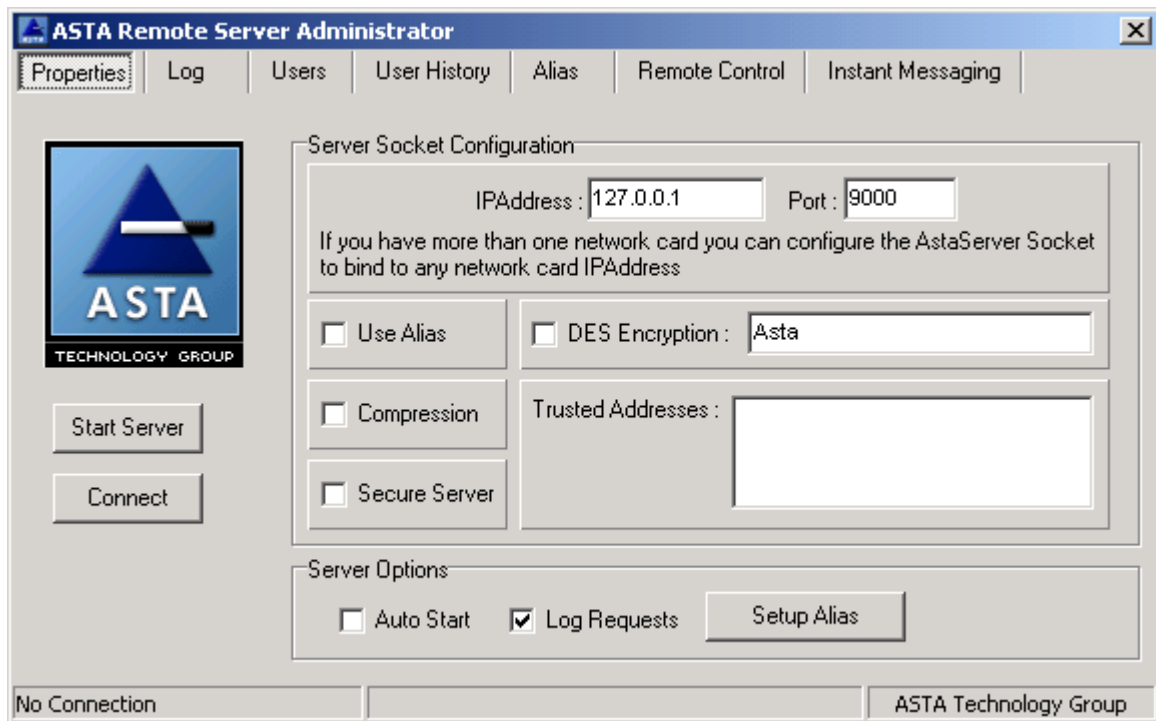 ASTA Remote Server Administrator
Properties Log Users User History Alias Remote Control Instant Messaging
ASTA
TECHNOLOGY GROUP
Start Server
Connect
Server Socket Configuration
IPAddress : 127.0.0.1 Port : 9000
If you have more than one network card you can configure the AstaServer Socket
to bind to any network card IPAddress
Use Alias
DES Encryption : Asta
Compression
Trusted Addresses :
Secure Server
Server Options
Auto Start Log Requests Setup Alias
No Connection ASTA Technology Group